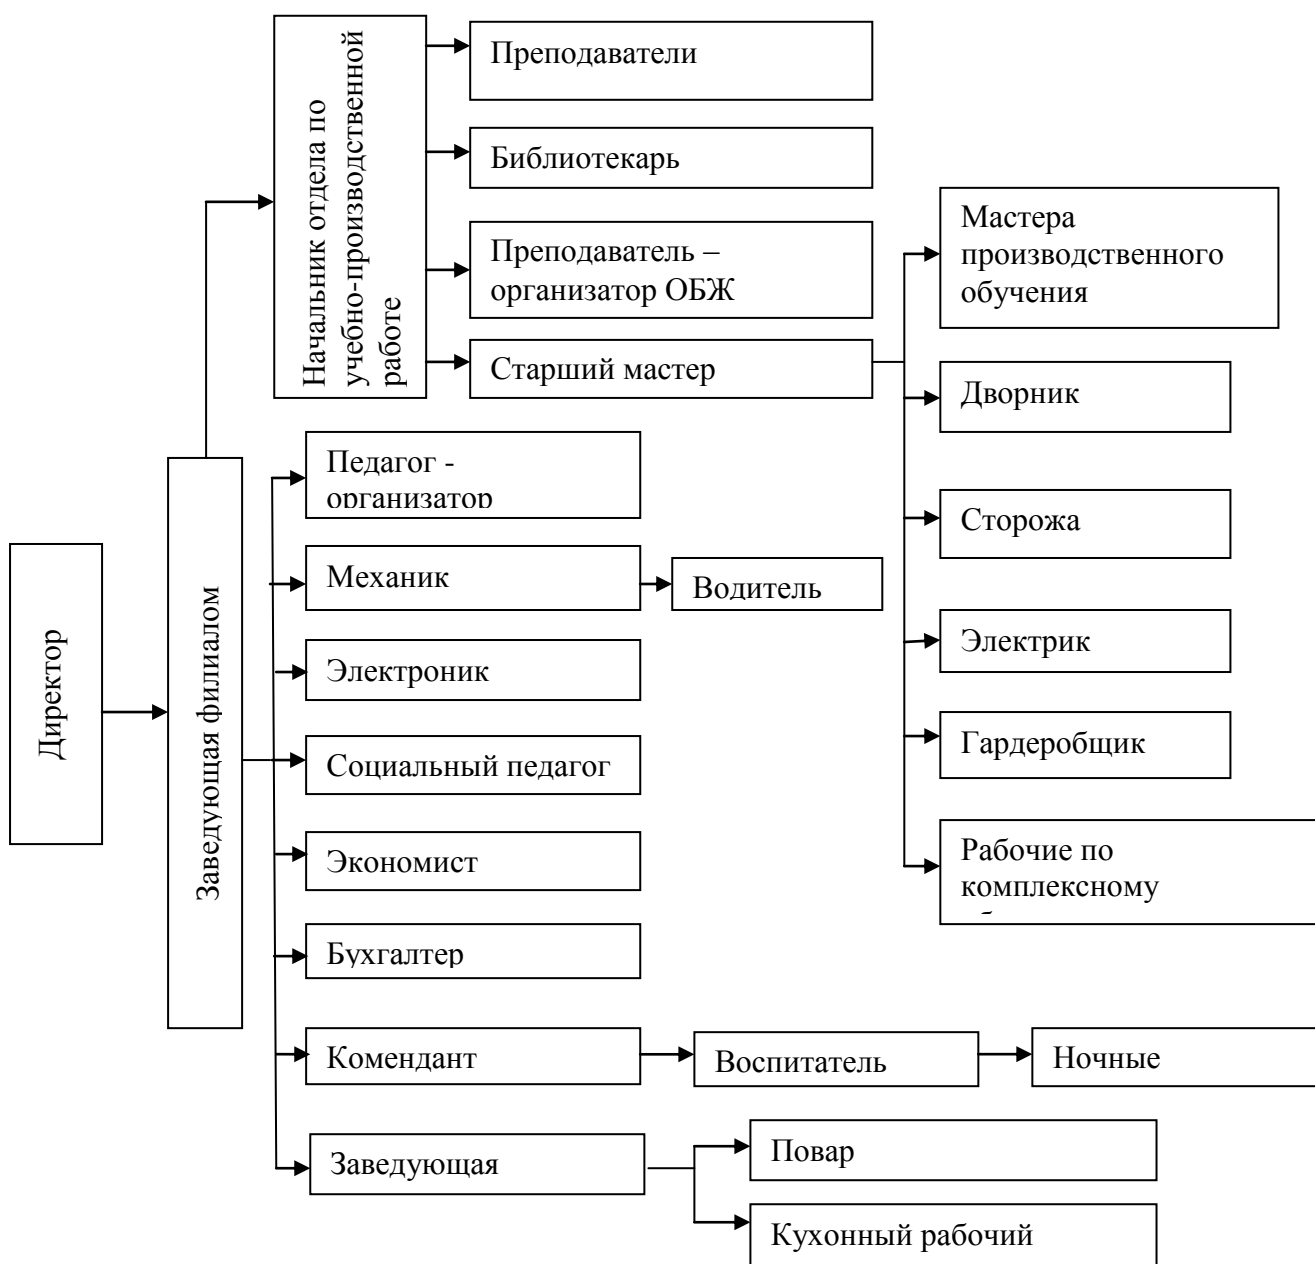 Директор
Заведующая филиалом
Начальник отдела по
учебно-производственной
работе
Преподаватели
Библиотекарь
Преподаватель –
организатор ОБЖ
Старший мастер
Мастера
производственного
обучения
Дворник
Сторожа
Электрик
Гардеробщик
Рабочие по
комплексному
Педагог -
организатор
Механик
Водитель
Электроник
Социальный педагог
Экономист
Бухгалтер
Комендант
Воспитатель
Ночные
Заведующая
Повар
Кухонный рабочий